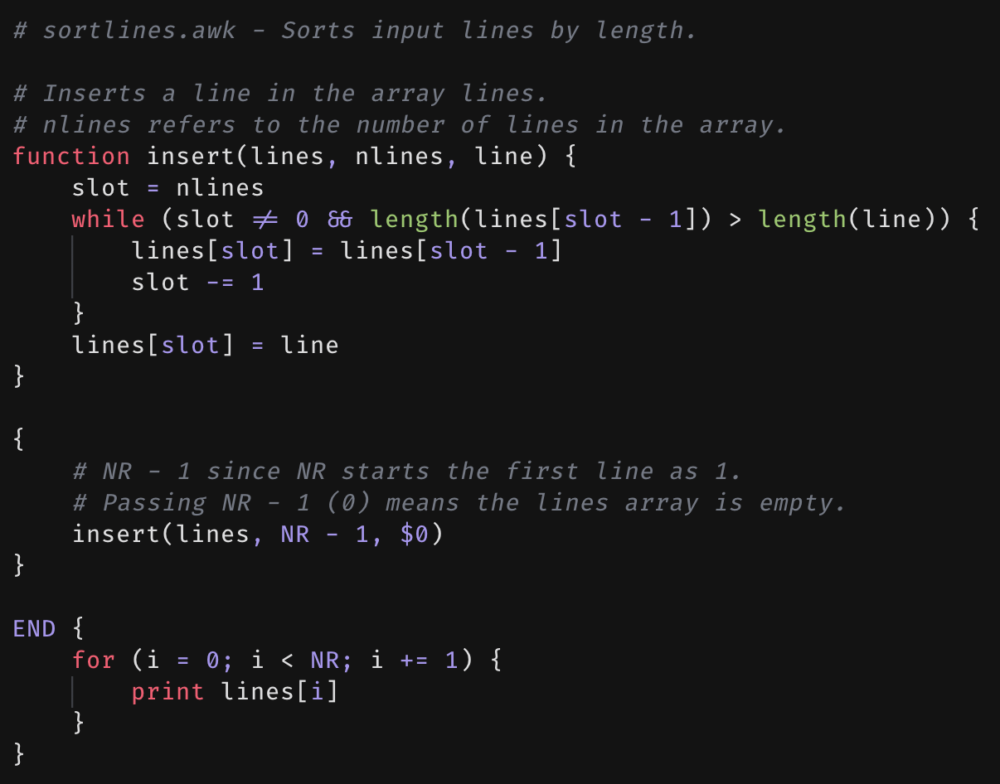 # sortlines.awk - Sorts input lines by length.

# Inserts a line in the array lines.
# nlines refers to the number of lines in the array.
function insert(lines, nlines, line) {
    slot = nlines
    while (slot != 0 && length(lines[slot - 1]) > length(line)) {
        lines[slot] = lines[slot - 1]
        slot -= 1
    }
    lines[slot] = line
}

{
    # NR - 1 since NR starts the first line as 1.
    # Passing NR - 1 (0) means the lines array is empty.
    insert(lines, NR - 1, $0)
}

END {
    for (i = 0; i < NR; i += 1) {
        print lines[i]
    }
}